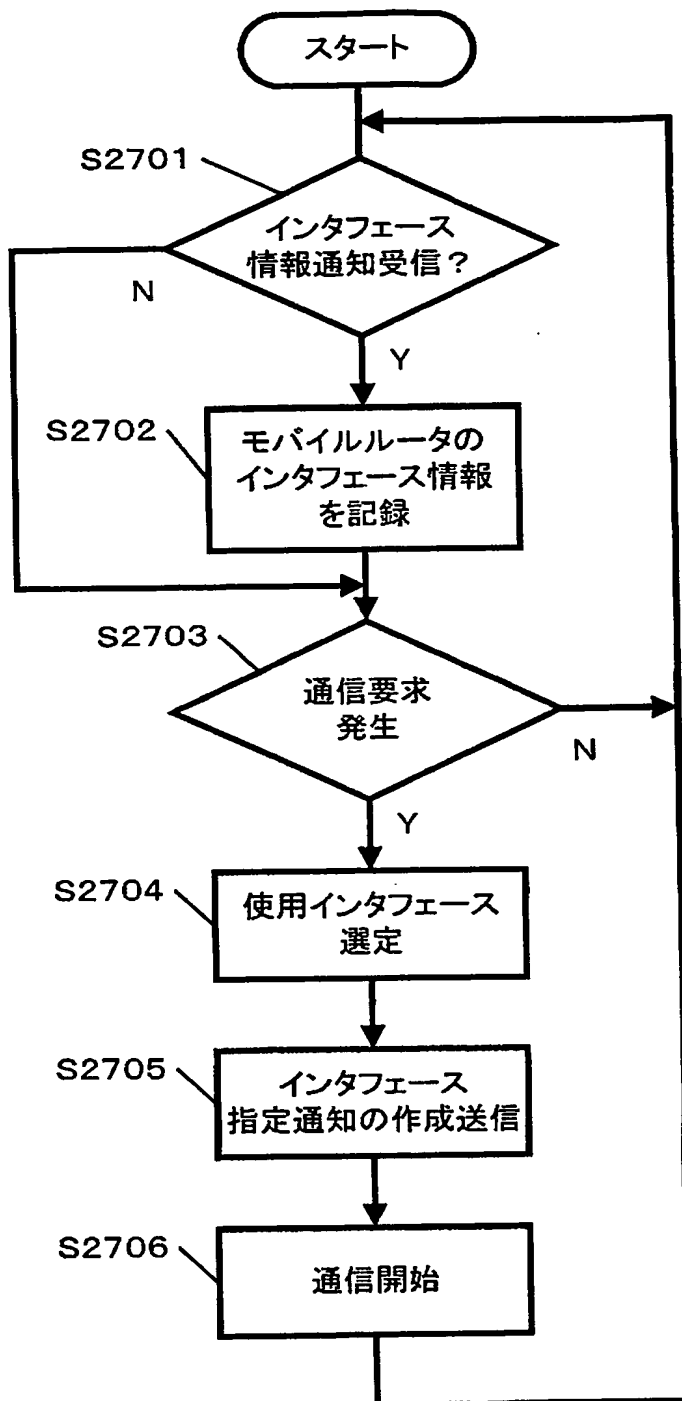 スタート
S2701
インタフェース
情報通知受信？
N
Y
S2702
モバイルルータの
インタフェース情報
を記録
S2703
通信要求
発生
N
Y
S2704
使用インタフェース
選定
S2705
インタフェース
指定通知の作成送信
S2706
通信開始